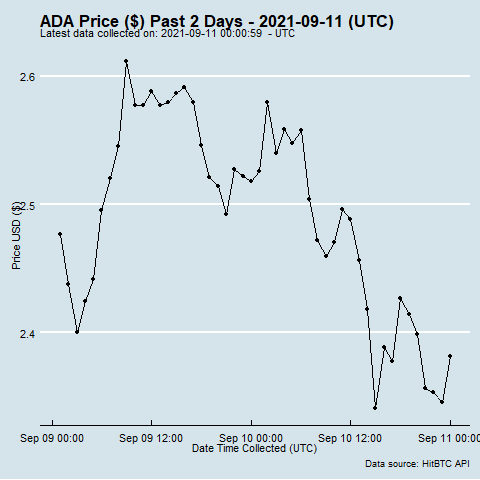 ADA Price ($) Past 2 Days - 2021-09-11 (UTC)
Latest data collected on: 2021-09-11 00:00:59 - UTC
2.6
2.5
2.4
Price USD ($)
Sep 09 00:00 Sep 09 12:00 Sep 10 00:00 Sep 10 12:00 Sep 11 00:00
Date Time Collected (UTC)
Data source: HitBTC API